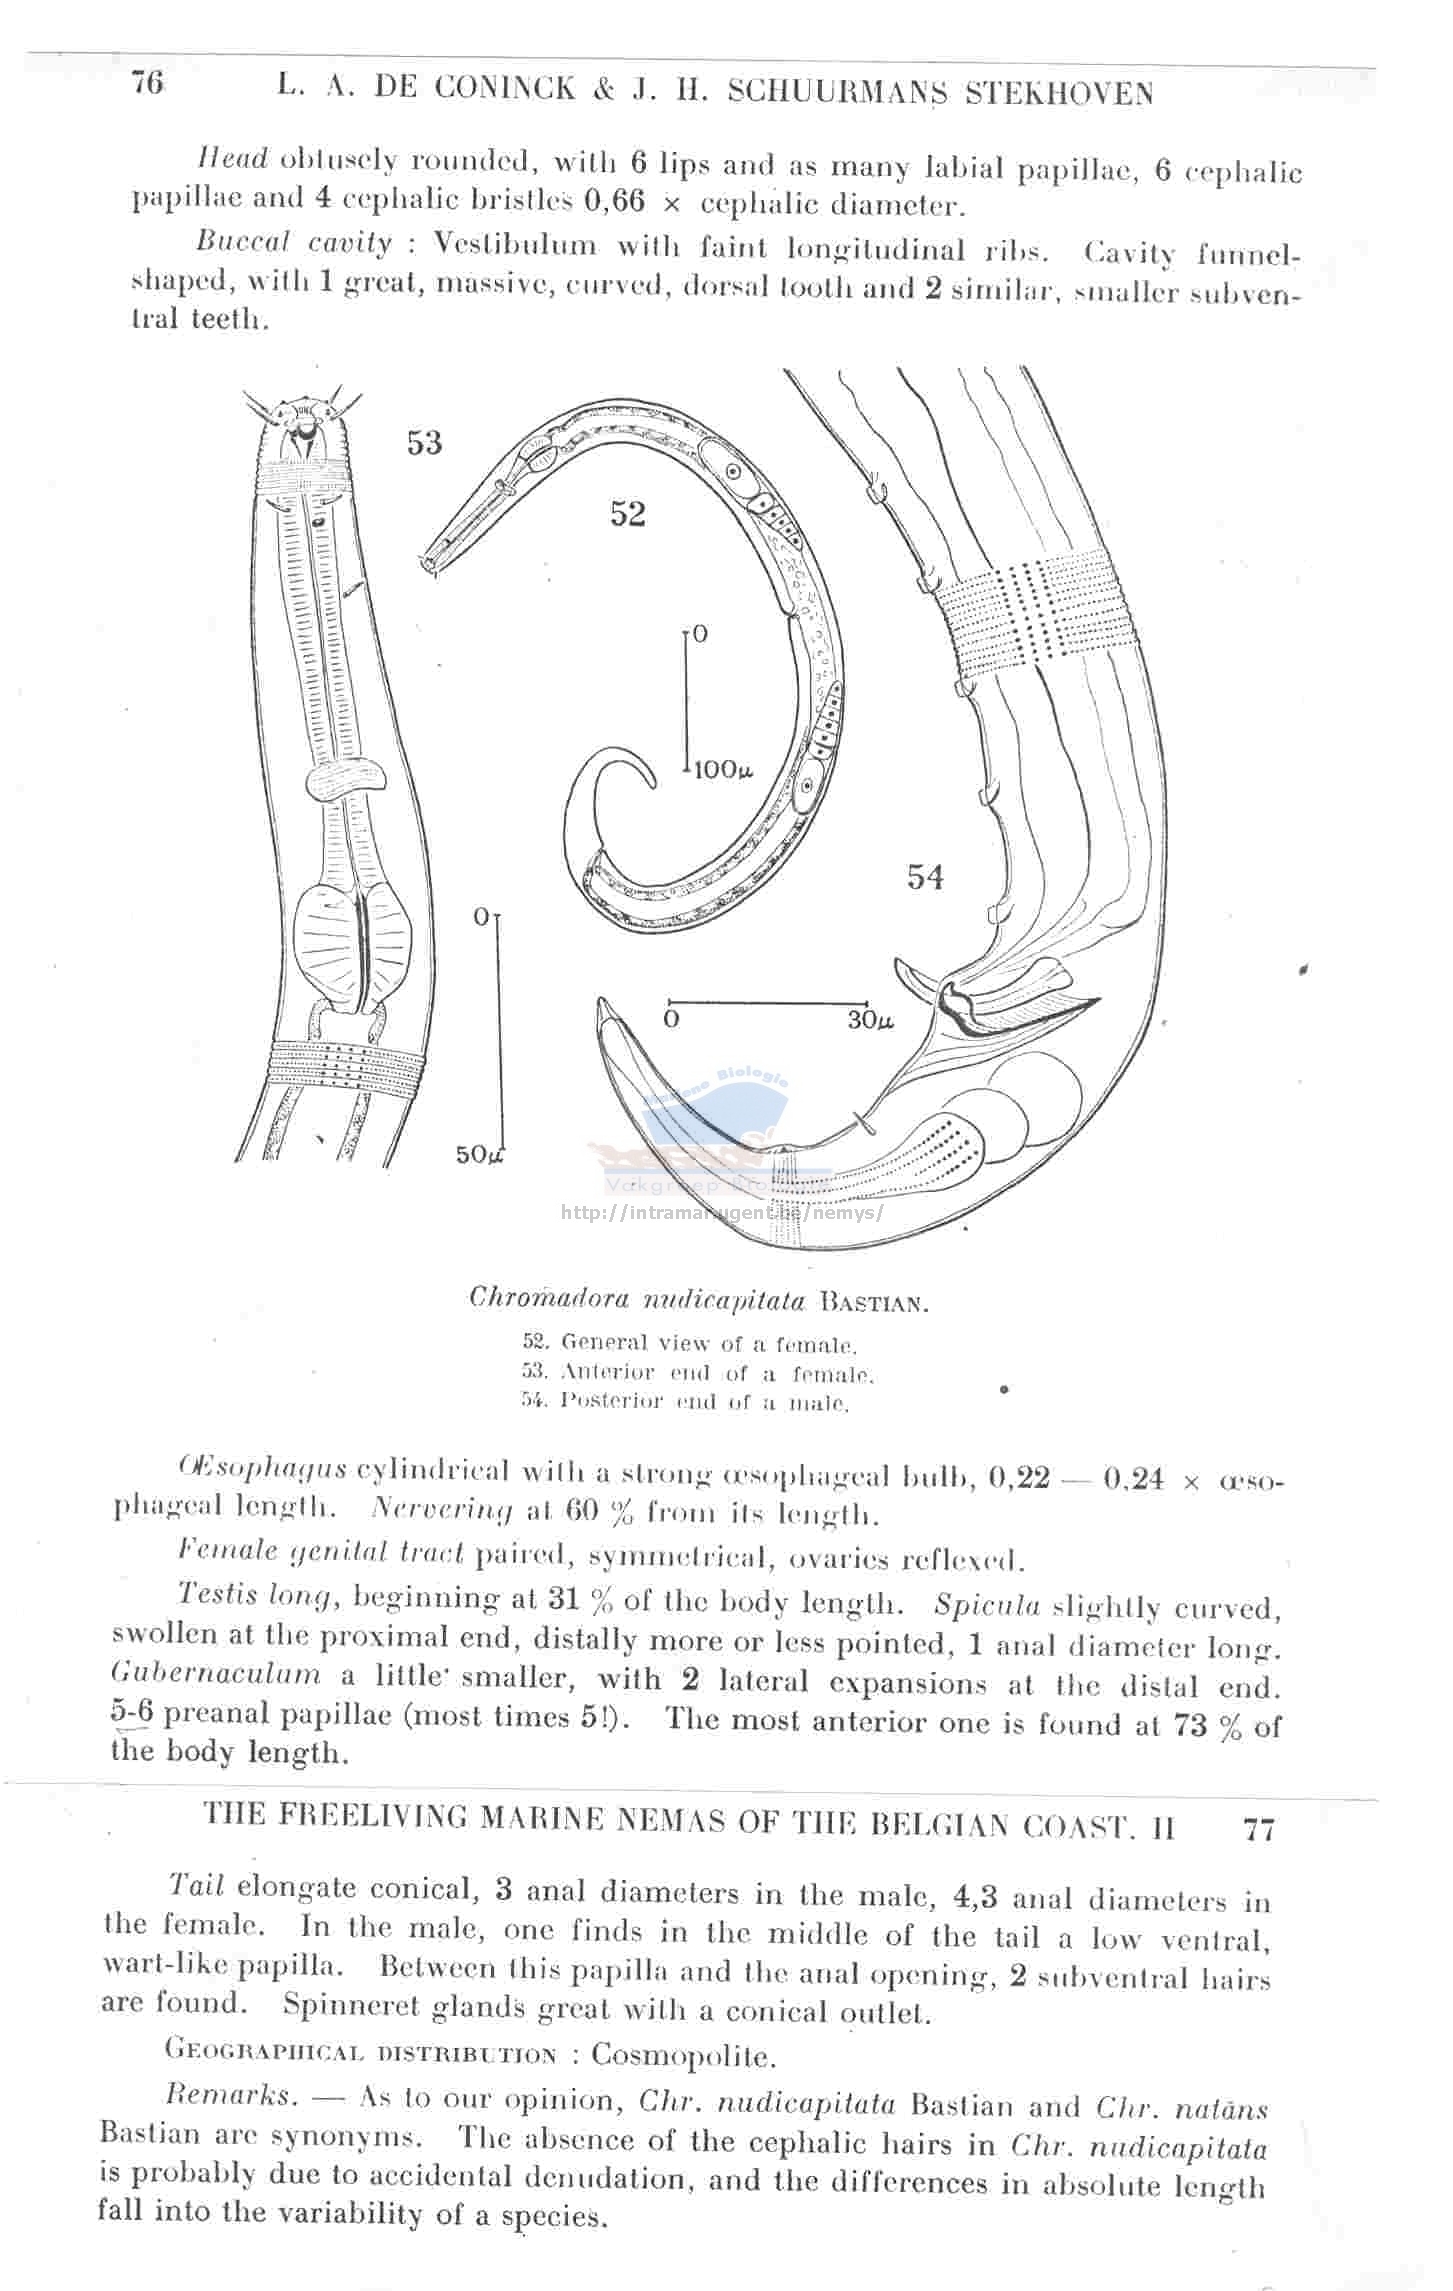 76 L. A. DE CONINCK & J. H. SCHUURMANS STEKHOVEN
Head obtusely rounded, with 6 lips and as many labial papillae, 6 cephalic
papillae and 4 cephalic bristles 0,66 × cephalic diameter.
Buccal cavity : Vestibulum with faint longitudinal ribs. Cavity funnel-
shaped, with 1 great, massive, curved, dorsal tooth and 2 similar, smaller subven-
tral teeth.
53
52
0
100μ
54
0
50μ
0 30μ
Biologie
Vakgroep Biologie
http://intramar.ugent.be/nemys/
Chromadora nudicapitata BASTIAN.
52. General view of a female.
53. Anterior end of a female.
54. Posterior end of a male.
Œsophagus cylindrical with a strong œsophageal bulb, 0,22 — 0,24 × œso-
phageal length. Nervering at 60 % from its length.
Female genital tract paired, symmetrical, ovaries reflexed.
Testis long, beginning at 31 % of the body length. Spicula slightly curved,
swollen at the proximal end, distally more or less pointed, 1 anal diameter long.
Gubernaculum a little smaller, with 2 lateral expansions at the distal end.
5-6 preanal papillae (most times 5!). The most anterior one is found at 73 % of
the body length.
THE FREELIVING MARINE NEMAS OF THE BELGIAN COAST. II 77
Tail elongate conical, 3 anal diameters in the male, 4,3 anal diameters in
the female. In the male, one finds in the middle of the tail a low ventral,
wart-like papilla. Between this papilla and the anal opening, 2 subventral hairs
are found. Spinneret glands great with a conical outlet.
GEOGRAPHICAL DISTRIBUTION : Cosmopolite.
Remarks. — As to our opinion, Chr. nudicapitata Bastian and Chr. natans
Bastian are synonyms. The absence of the cephalic hairs in Chr. nudicapitata
is probably due to accidental denudation, and the differences in absolute length
fall into the variability of a species.